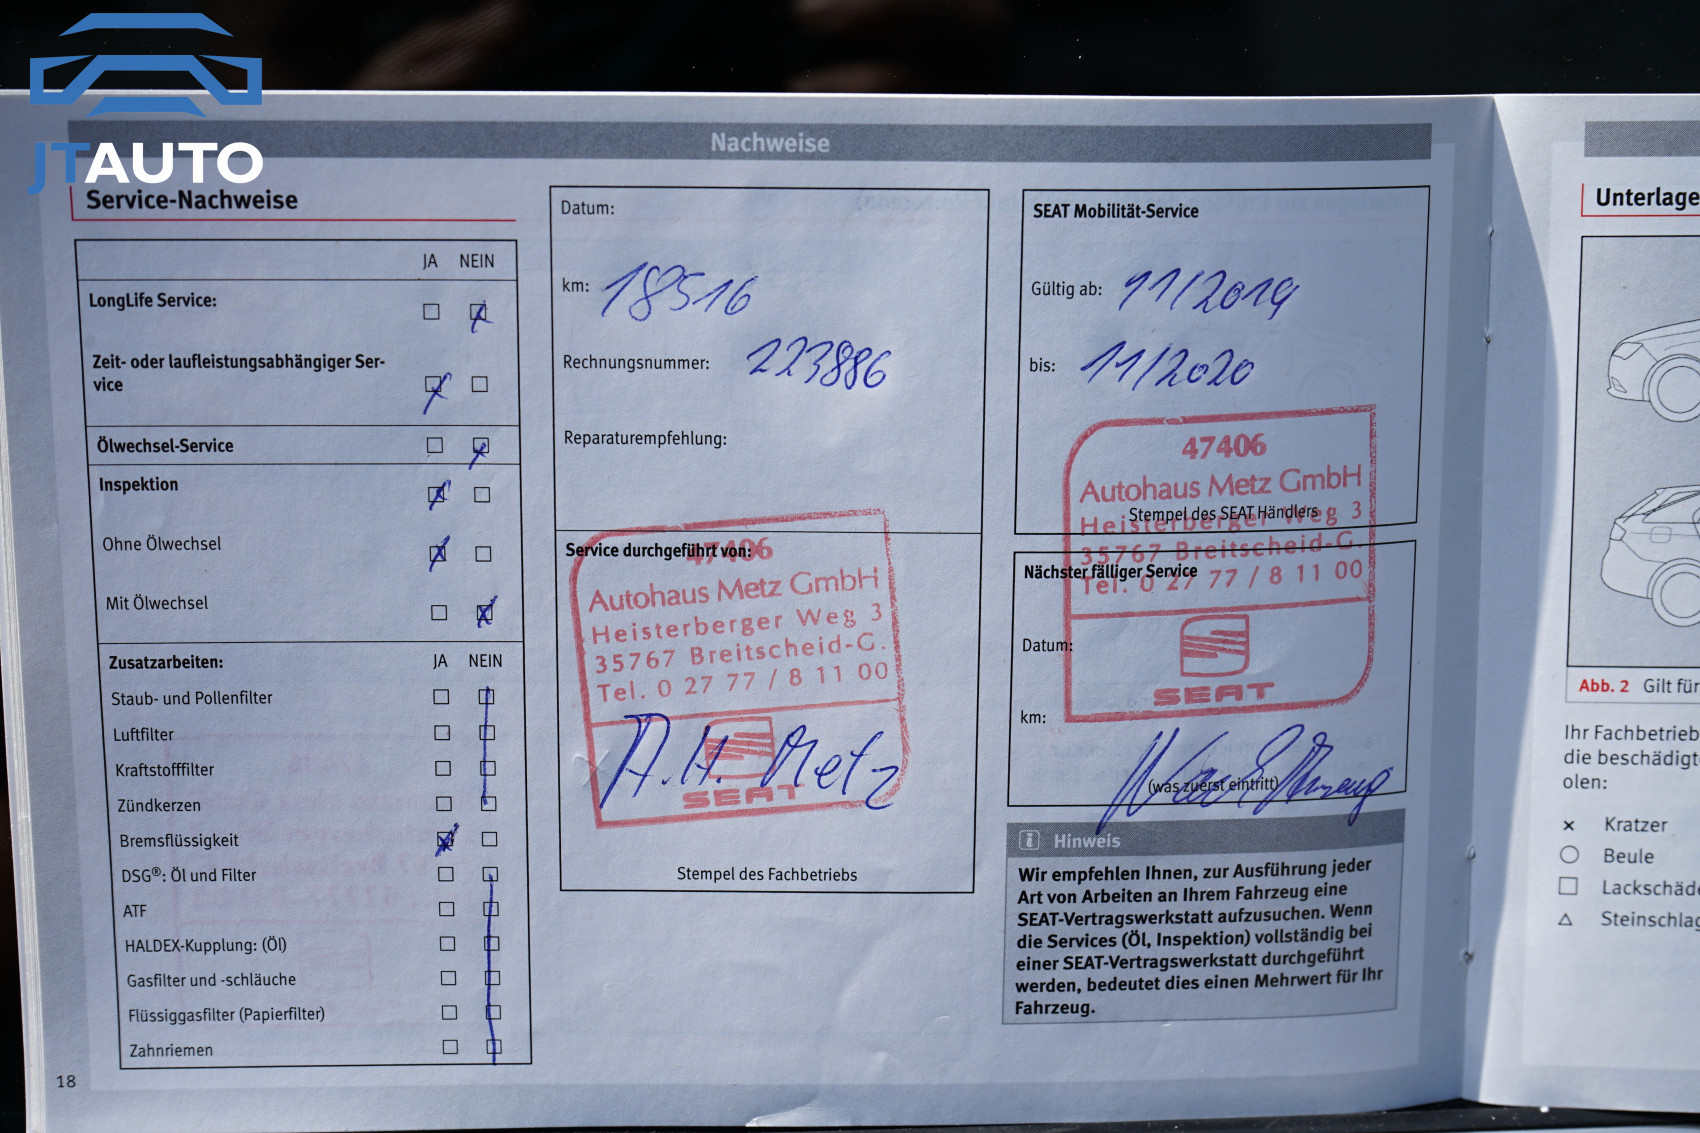 JTAUTO
Nachweise
Service-Nachweise
JA NEIN
LongLife Service:
Zeit- oder laufleistungsabhängiger Ser-
vice
Ölwechsel-Service
Inspektion
Ohne Ölwechsel
Mit Ölwechsel
Zusatzarbeiten: JA NEIN
Staub- und Pollenfilter
Luftfilter
Kraftstofffilter
Zündkerzen
Bremsflüssigkeit
DSG®: Öl und Filter
ATF
HALDEX-Kupplung: (Öl)
Gasfilter und -schläuche
Flüssiggasfilter (Papierfilter)
Zahnriemen
18
Datum:
km: 18516
Rechnungsnummer: 223886
Reparaturempfehlung:
Service durchgeführt von:
47406
Autohaus Metz GmbH
Heisterberger Weg 3
35767 Breitscheid-G.
Tel. 0 27 77 / 8 11 00
A.H. Metz
SEAT
Stempel des Fachbetriebs
SEAT Mobilität-Service
Gültig ab: 11/2019
bis: 11/2020
47406
Autohaus Metz GmbH
Stempel des SEAT Händlers
Heisterberger Weg 3
35767 Breitscheid-G.
Tel. 0 27 77 / 8 11 00
SEAT
Nächster fälliger Service
Datum:
km:
(was zuerst eintritt)
i Hinweis
Wir empfehlen Ihnen, zur Ausführung jeder
Art von Arbeiten an Ihrem Fahrzeug eine
SEAT-Vertragswerkstatt aufzusuchen. Wenn
die Services (Öl, Inspektion) vollständig bei
einer SEAT-Vertragswerkstatt durchgeführt
werden, bedeutet dies einen Mehrwert für Ihr
Fahrzeug.
Unterlage
Abb. 2 Gilt für
Ihr Fachbetrieb
die beschädigt
olen:
Kratzer
Beule
Lackschäde
Steinschlag